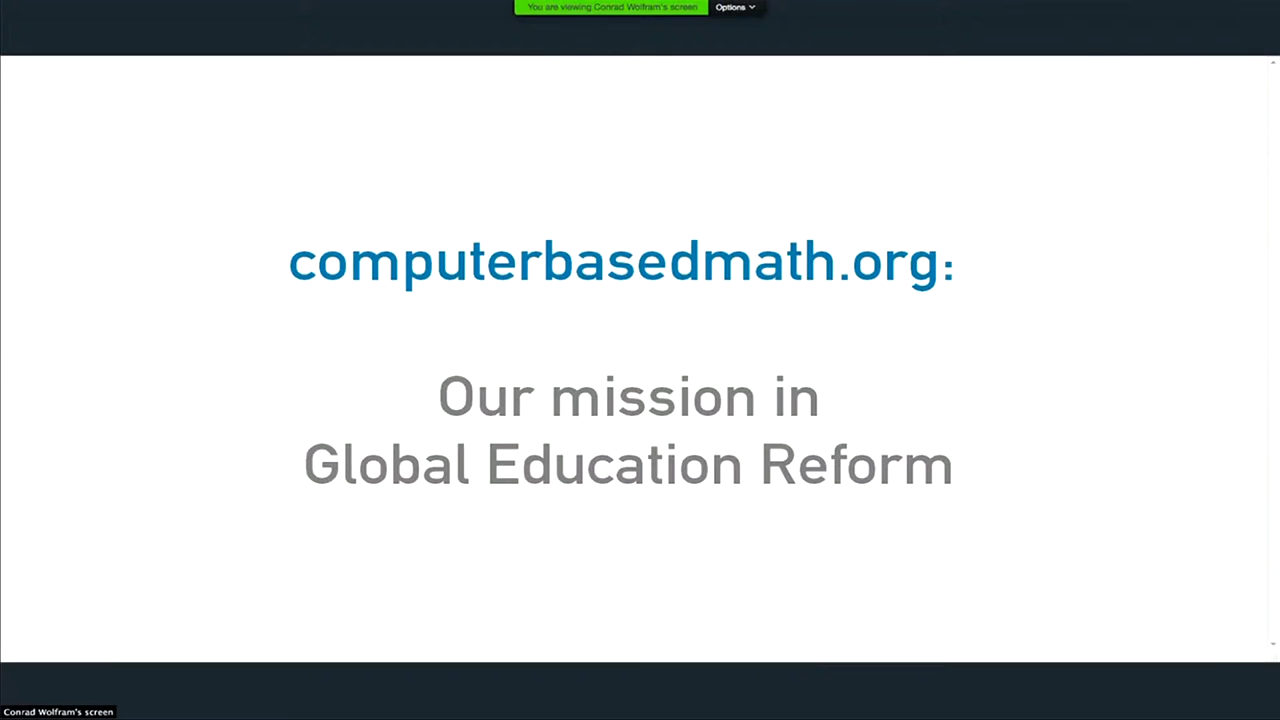 You are viewing Conrad Wolfram's screen
Options
computerbasedmath.org:
Our mission in
Global Education Reform
Conrad Wolfram's screen